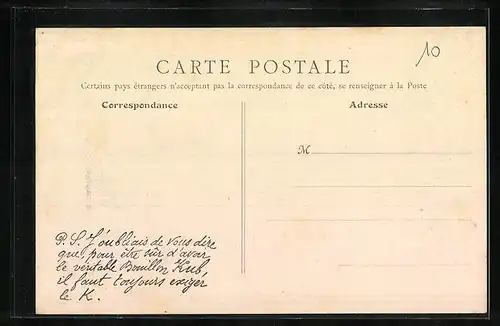 10
CARTE POSTALE
Certains pays étrangers n'acceptant pas la correspondance de ce côté, se renseigner à la Poste
Correspondance
Adresse
M
P. S. J'oubliais de vous dire
que, pour être sûr d'avoir
le véritable Bouillon Kub,
il faut toujours exiger
le K.